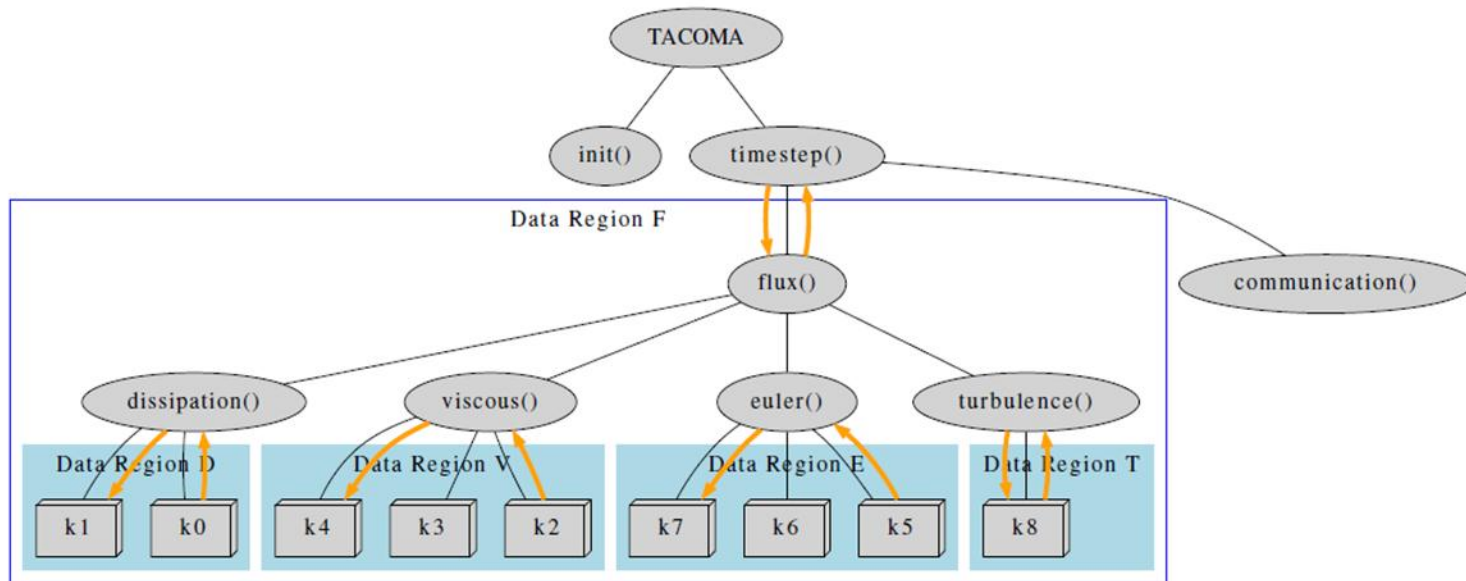 TACOMA
init()
timestep()
Data Region F
flux()
communication()
dissipation()
viscous()
euler()
turbulence()
Data Region D
Data Region V
Data Region E
Data Region T
k1
k0
k4
k3
k2
k7
k6
k5
k8